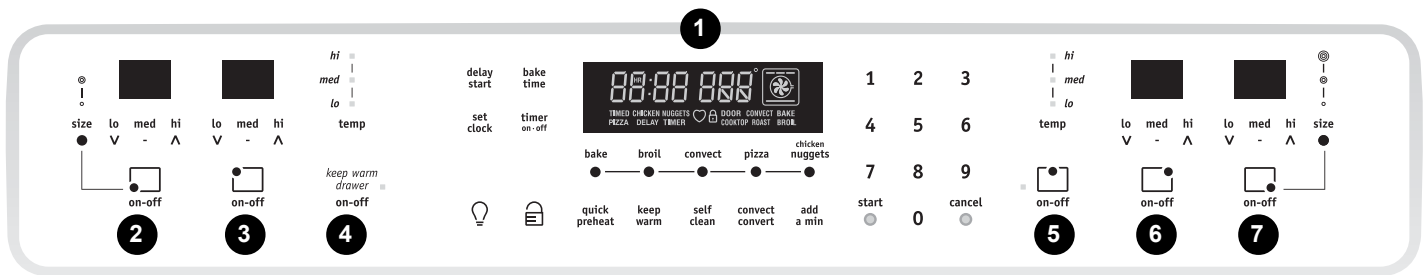 1
hi
med
lo
temp
size
lo med hi
lo med hi
on-off
on-off
keep warm
drawer
on-off
2
3
4
delay
start
bake
time
set
clock
timer
on-off
88:88 888°
HR
TIMED CHICKEN NUGGETS DOOR CONVECT BAKE
PIZZA DELAY TIMER COOKTOP ROAST BROIL
bake broil convect pizza chicken
nuggets
quick
preheat
keep
warm
self
clean
convect
convert
add
a min
1 2 3
4 5 6
7 8 9
start 0 cancel
hi
med
lo
temp
lo med hi
lo med hi
size
on-off
on-off
on-off
5
6
7